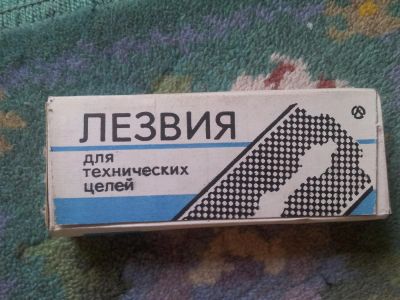 ЛЕЗВИЯ
для
технических
целей